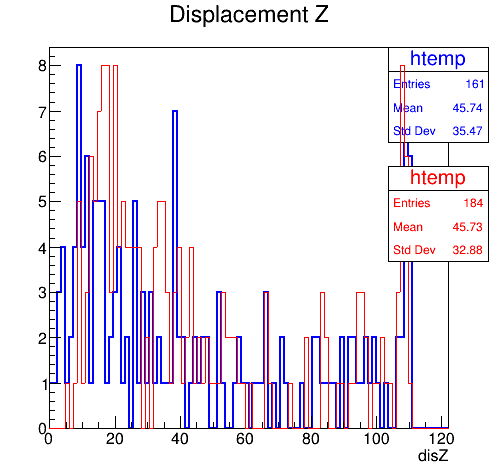 Displacement Z
htemp
Entries 161
Mean 45.74
Std Dev 35.47
htemp
Entries 184
Mean 45.73
Std Dev 32.88
8
7
6
5
4
3
2
1
0
0 20 40 60 80 100 120
disZ